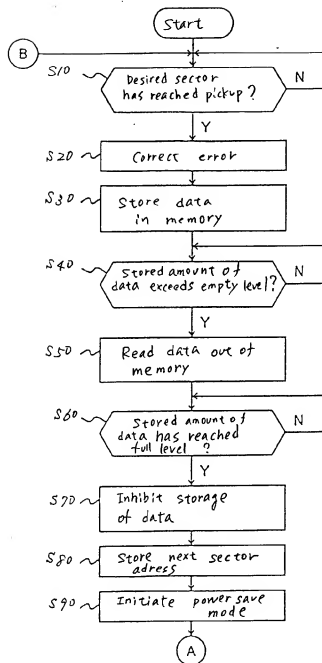 Start
B
S10
Desired sector
has reached pickup?
N
Y
S20
Correct error
S30
Store data
in memory
S40
Stored amount of
data exceeds empty level?
N
Y
S50
Read data out of
memory
S60
Stored amount of
data has reached
full level ?
N
Y
S70
Inhibit storage
of data
S80
Store next sector
adress
S90
Initiate power save
mode
A